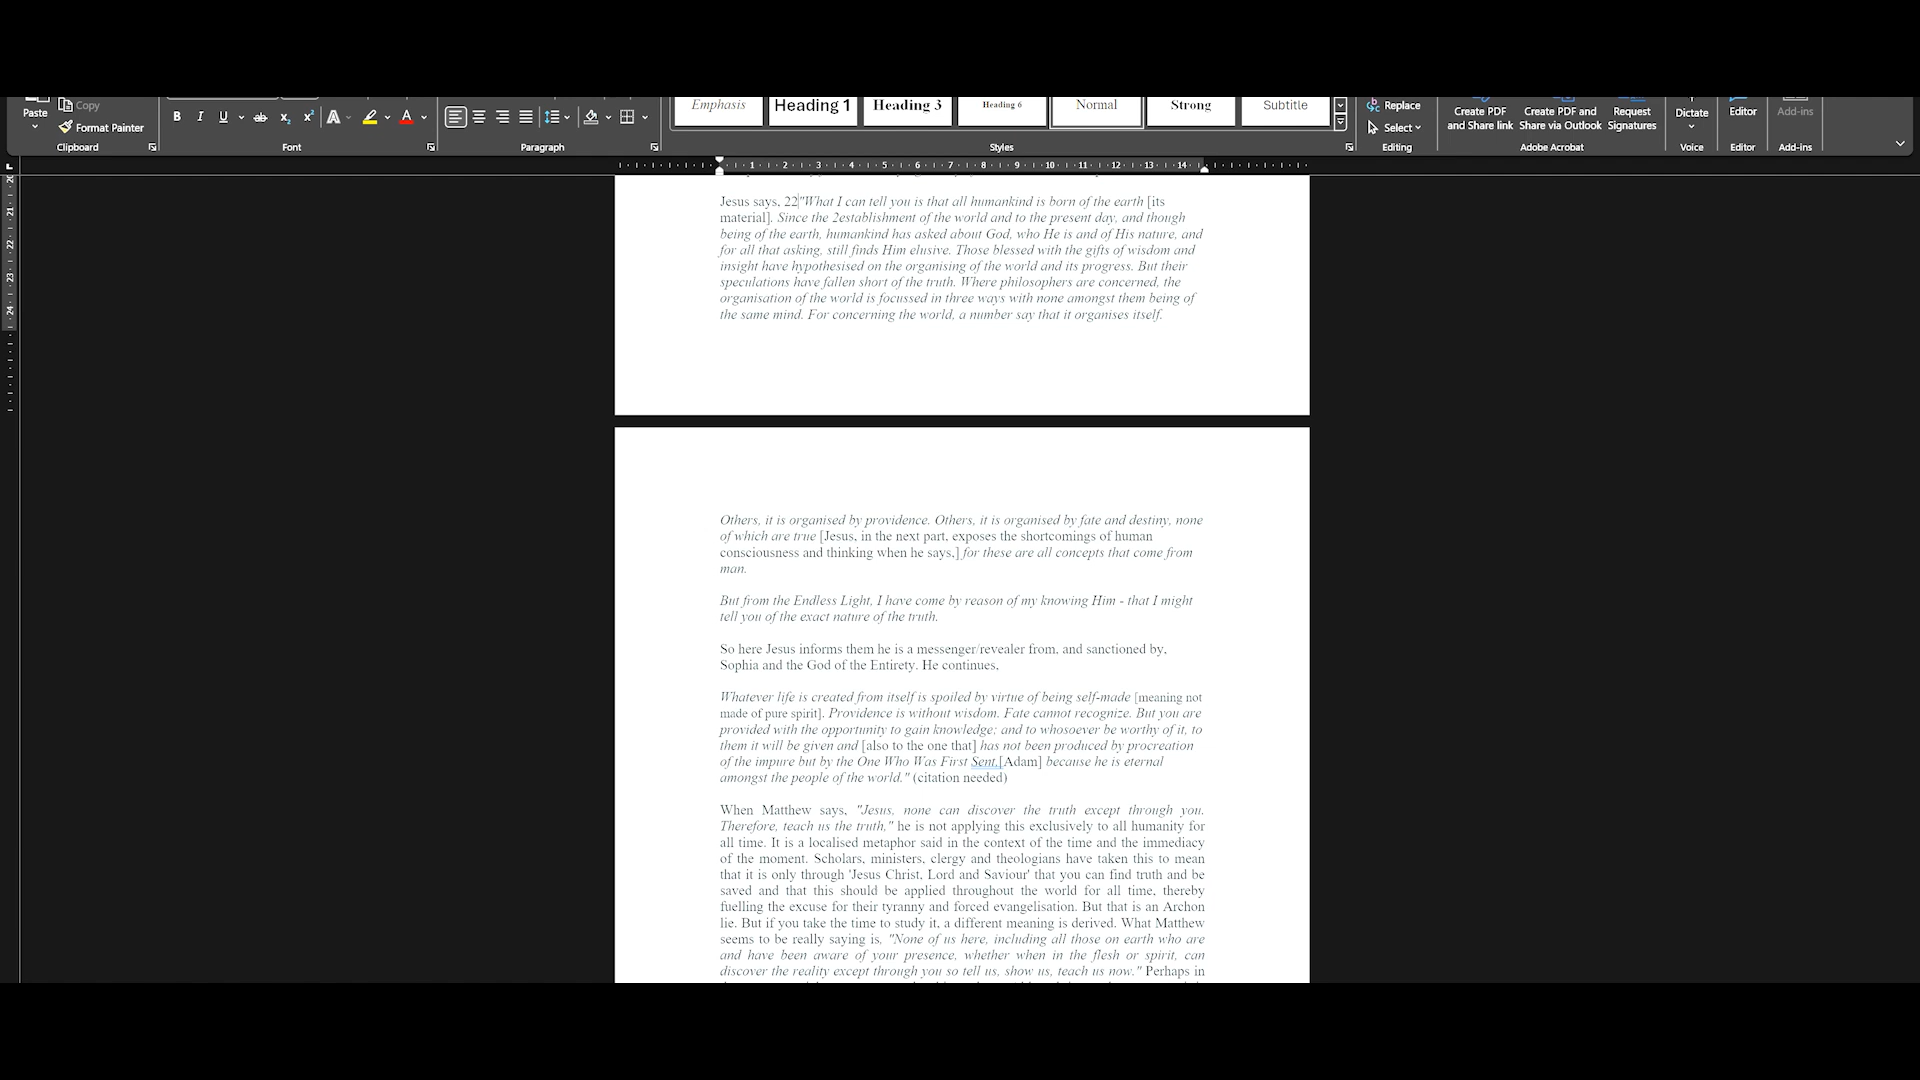 Paste
Copy
Format Painter
Clipboard
B I U ab x₂ x² A A
Font
Paragraph
Emphasis
Heading 1
Heading 3
Heading 6
Normal
Strong
Subtitle
Styles
Replace
Select
Editing
Create PDF
and Share link
Create PDF and
Share via Outlook
Request
Signatures
Adobe Acrobat
Dictate
Voice
Editor
Editor
Add-ins
Add-ins
1 2 3 4 5 6 7 8 9 10 11 12 13 14
21
22
23
24
Jesus says, 22"What I can tell you is that all humankind is born of the earth [its
material]. Since the 2establishment of the world and to the present day, and though
being of the earth, humankind has asked about God, who He is and of His nature, and
for all that asking, still finds Him elusive. Those blessed with the gifts of wisdom and
insight have hypothesised on the organising of the world and its progress. But their
speculations have fallen short of the truth. Where philosophers are concerned, the
organisation of the world is focussed in three ways with none amongst them being of
the same mind. For concerning the world, a number say that it organises itself.
Others, it is organised by providence. Others, it is organised by fate and destiny, none
of which are true [Jesus, in the next part, exposes the shortcomings of human
consciousness and thinking when he says,] for these are all concepts that come from
man.
But from the Endless Light, I have come by reason of my knowing Him - that I might
tell you of the exact nature of the truth.
So here Jesus informs them he is a messenger/revealer from, and sanctioned by,
Sophia and the God of the Entirety. He continues,
Whatever life is created from itself is spoiled by virtue of being self-made [meaning not
made of pure spirit]. Providence is without wisdom. Fate cannot recognize. But you are
provided with the opportunity to gain knowledge; and to whosoever be worthy of it, to
them it will be given and [also to the one that] has not been produced by procreation
of the impure but by the One Who Was First Sent,[Adam] because he is eternal
amongst the people of the world." (citation needed)
When Matthew says, "Jesus, none can discover the truth except through you.
Therefore, teach us the truth," he is not applying this exclusively to all humanity for
all time. It is a localised metaphor said in the context of the time and the immediacy
of the moment. Scholars, ministers, clergy and theologians have taken this to mean
that it is only through 'Jesus Christ, Lord and Saviour' that you can find truth and be
saved and that this should be applied throughout the world for all time, thereby
fuelling the excuse for their tyranny and forced evangelisation. But that is an Archon
lie. But if you take the time to study it, a different meaning is derived. What Matthew
seems to be really saying is, "None of us here, including all those on earth who are
and have been aware of your presence, whether when in the flesh or spirit, can
discover the reality except through you so tell us, show us, teach us now." Perhaps in